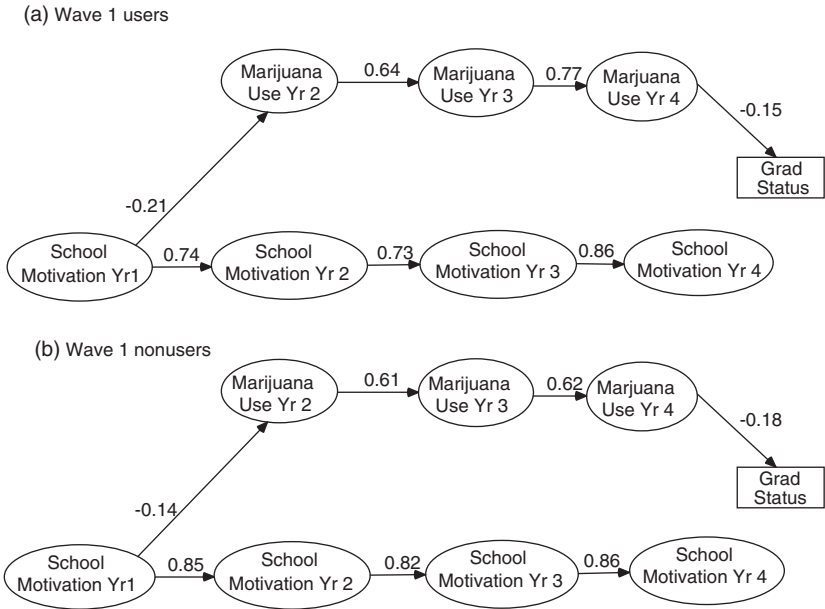 (a) Wave 1 users
Marijuana
Use Yr 2
0.64
Marijuana
Use Yr 3
0.77
Marjuana
Use Yr 4
-0.15
Grad
Status
-0.21
School
Motivation Yr1
0.74
School
Motivation Yr 2
0.73
School
Motivation Yr 3
0.86
School
Motivation Yr 4
(b) Wave 1 nonusers
Marijuana
Use Yr 2
0.61
Marijuana
Use Yr 3
0.62
Marjuana
Use Yr 4
-0.18
Grad
Status
-0.14
School
Motivation Yr1
0.85
School
Motivation Yr 2
0.82
School
Motivation Yr 3
0.86
School
Motivation Yr 4